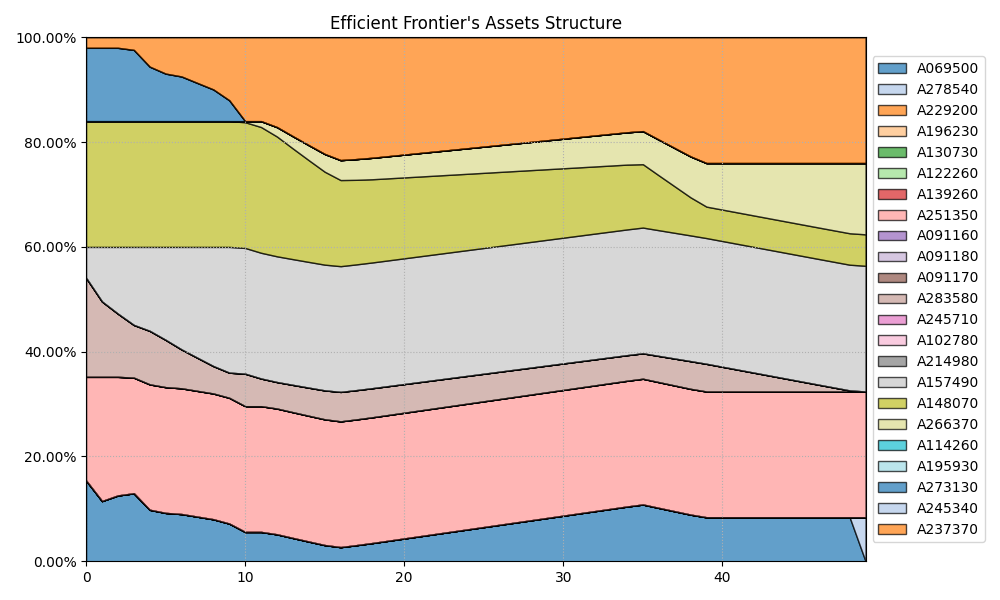 Efficient Frontier's Assets Structure
100.00%
80.00%
60.00%
40.00%
20.00%
0.00%
0
10
20
30
40
A069500
A278540
A229200
A196230
A130730
A122260
A139260
A251350
A091160
A091180
A091170
A283580
A245710
A102780
A214980
A157490
A148070
A266370
A114260
A195930
A273130
A245340
A237370